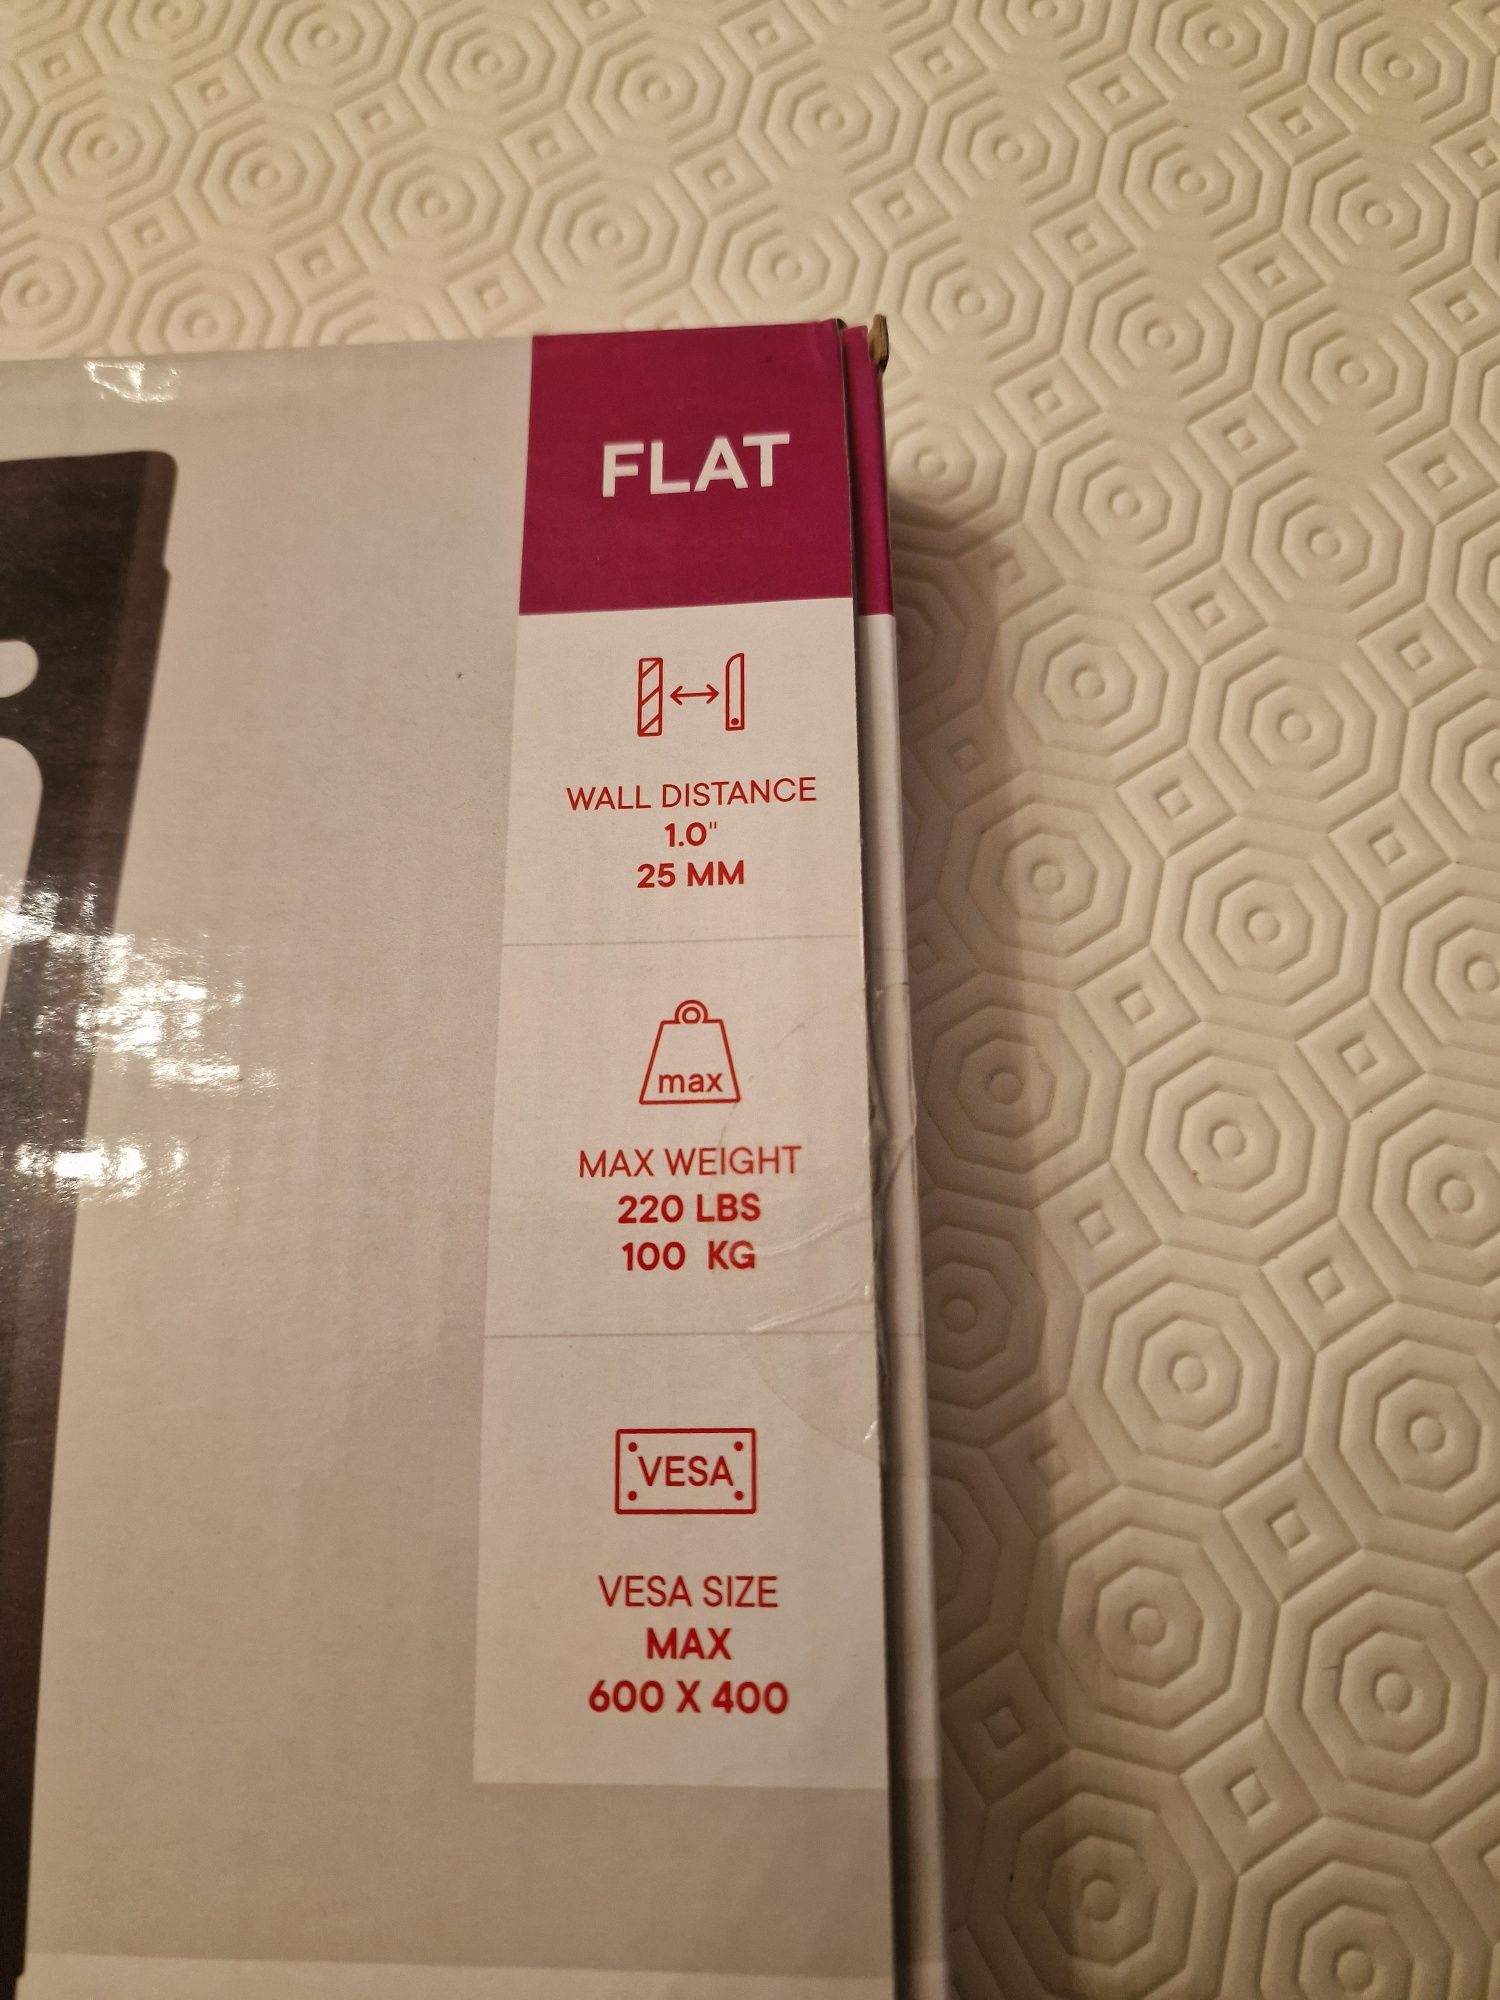 FLAT
WALL DISTANCE
1.0"
25 MM
max
MAX WEIGHT
220 LBS
100 KG
VESA
VESA SIZE
MAX
600 X 400